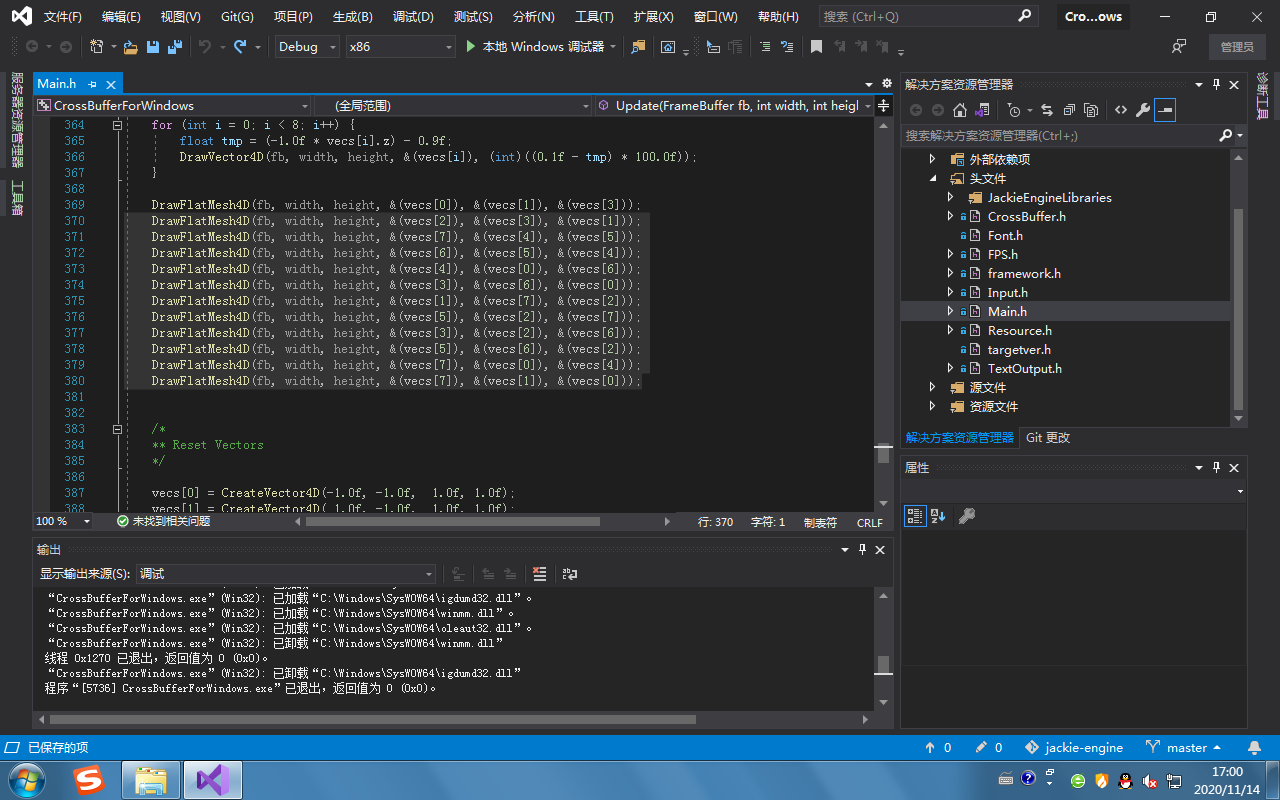 文件(F) 编辑(E) 视图(V) Git(G) 项目(P) 生成(B) 调试(D) 测试(S) 分析(N) 工具(T) 扩展(X) 窗口(W) 帮助(H) 搜索 (Ctrl+Q) Cro...ows
Debug x86 本地 Windows 调试器 管理员
服务器资源管理器
工具箱
Main.h
CrossBufferForWindows (全局范围) Update(FrameBuffer fb, int width, int heigl
364 for (int i = 0; i < 8; i++) {
365 float tmp = (-1.0f * vecs[i].z) - 0.9f;
366 DrawVector4D(fb, width, height, &(vecs[i]), (int)((0.1f - tmp) * 100.0f));
367 }
368
369 DrawFlatMesh4D(fb, width, height, &(vecs[0]), &(vecs[1]), &(vecs[3]));
370 DrawFlatMesh4D(fb, width, height, &(vecs[2]), &(vecs[3]), &(vecs[1]));
371 DrawFlatMesh4D(fb, width, height, &(vecs[7]), &(vecs[4]), &(vecs[5]));
372 DrawFlatMesh4D(fb, width, height, &(vecs[6]), &(vecs[5]), &(vecs[4]));
373 DrawFlatMesh4D(fb, width, height, &(vecs[4]), &(vecs[0]), &(vecs[6]));
374 DrawFlatMesh4D(fb, width, height, &(vecs[3]), &(vecs[6]), &(vecs[0]));
375 DrawFlatMesh4D(fb, width, height, &(vecs[1]), &(vecs[7]), &(vecs[2]));
376 DrawFlatMesh4D(fb, width, height, &(vecs[5]), &(vecs[2]), &(vecs[7]));
377 DrawFlatMesh4D(fb, width, height, &(vecs[3]), &(vecs[2]), &(vecs[6]));
378 DrawFlatMesh4D(fb, width, height, &(vecs[5]), &(vecs[6]), &(vecs[2]));
379 DrawFlatMesh4D(fb, width, height, &(vecs[7]), &(vecs[0]), &(vecs[4]));
380 DrawFlatMesh4D(fb, width, height, &(vecs[7]), &(vecs[1]), &(vecs[0]));
381
382
383 /*
384 ** Reset Vectors
385 */
386
387 vecs[0] = CreateVector4D(-1.0f, -1.0f, 1.0f, 1.0f);
388 vecs[1] = CreateVector4D( 1.0f, -1.0f, 1.0f, 1.0f);
100 % 未找到相关问题 行: 370 字符: 1 制表符 CRLF
输出
显示输出来源(S): 调试
“CrossBufferForWindows.exe”(Win32): 已加载“C:\Windows\SysWOW64\igdumd32.dll”。
“CrossBufferForWindows.exe”(Win32): 已加载“C:\Windows\SysWOW64\winmm.dll”。
“CrossBufferForWindows.exe”(Win32): 已加载“C:\Windows\SysWOW64\oleaut32.dll”。
“CrossBufferForWindows.exe”(Win32): 已卸载“C:\Windows\SysWOW64\winmm.dll”
线程 0x1270 已退出，返回值为 0 (0x0)。
“CrossBufferForWindows.exe”(Win32): 已卸载“C:\Windows\SysWOW64\igdumd32.dll”
程序“[5736] CrossBufferForWindows.exe”已退出，返回值为 0 (0x0)。
解决方案资源管理器
搜索解决方案资源管理器(Ctrl+;)
外部依赖项
头文件
JackieEngineLibraries
CrossBuffer.h
Font.h
FPS.h
framework.h
Input.h
Main.h
Resource.h
targetver.h
TextOutput.h
源文件
资源文件
解决方案资源管理器 Git 更改
属性
诊断工具
已保存的项 0 0 jackie-engine master
17:00
2020/11/14